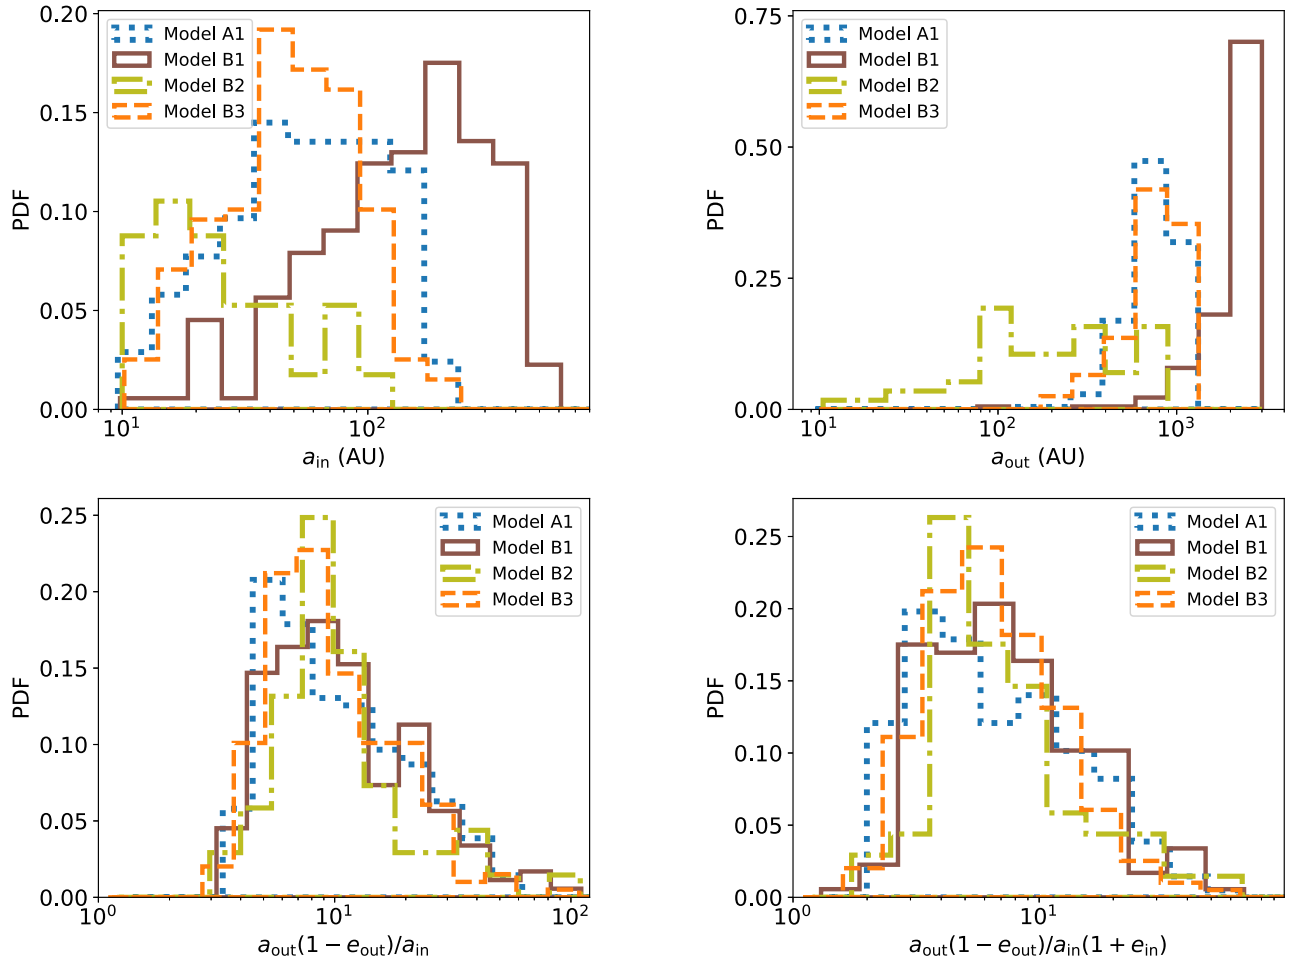 0.20
0.15
0.10
0.05
0.00
PDF
Model A1
Model B1
Model B2
Model B3
10¹
10²
a_in (AU)
0.75
0.50
0.25
0.00
PDF
Model A1
Model B1
Model B2
Model B3
10¹
10²
10³
a_out (AU)
0.25
0.20
0.15
0.10
0.05
0.00
PDF
Model A1
Model B1
Model B2
Model B3
10⁰
10¹
10²
a_out(1 − e_out)/a_in
0.25
0.20
0.15
0.10
0.05
0.00
PDF
Model A1
Model B1
Model B2
Model B3
10⁰
10¹
a_out(1 − e_out)/a_in(1 + e_in)